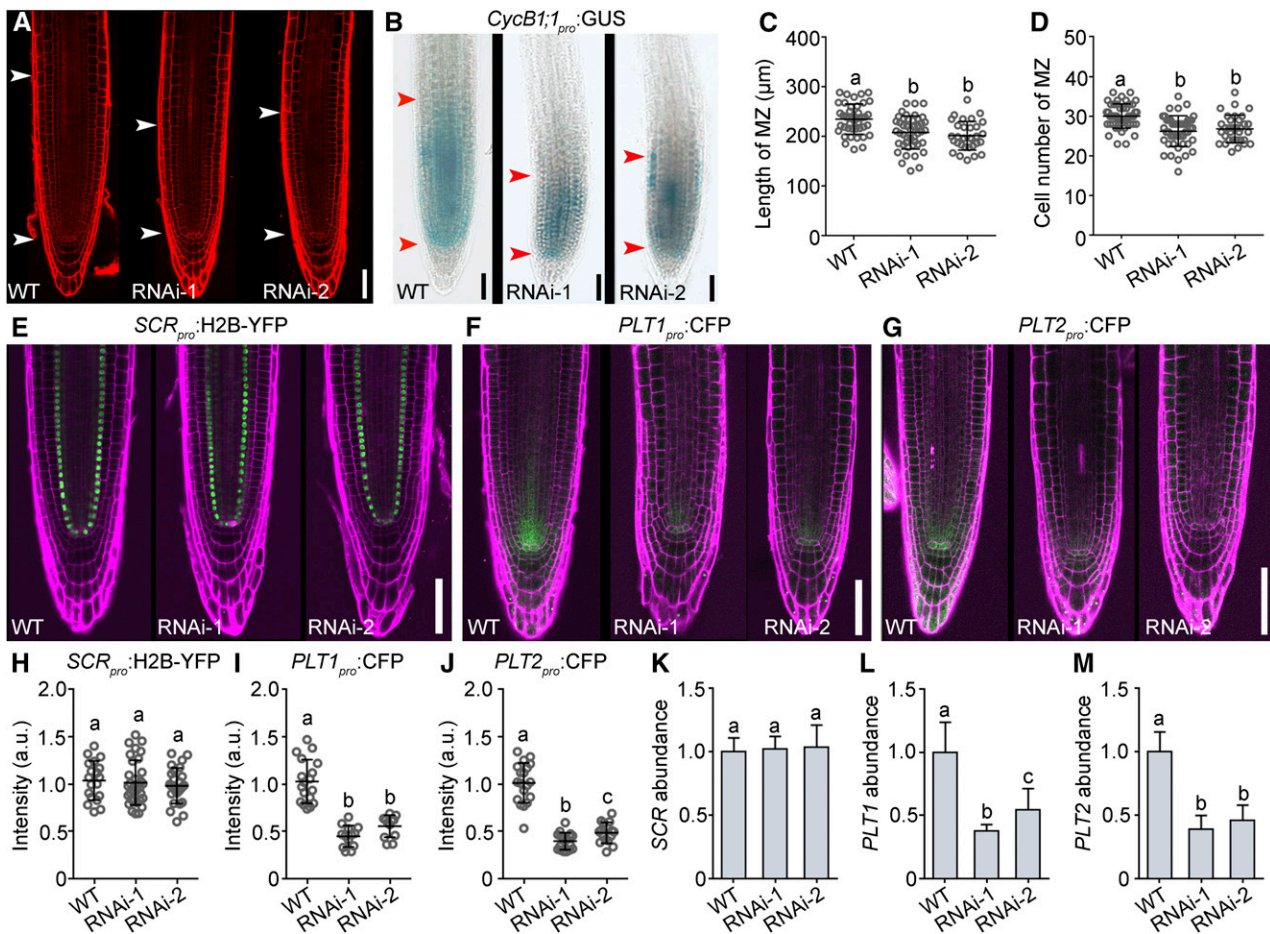 A
WT
RNAi-1
RNAi-2
B
CycB1;1pro:GUS
WT
RNAi-1
RNAi-2
C
Length of MZ (μm)
400
300
200
100
0
a
b
b
WT
RNAi-1
RNAi-2
D
Cell number of MZ
50
40
30
20
10
0
a
b
b
WT
RNAi-1
RNAi-2
E
SCRpro:H2B-YFP
WT
RNAi-1
RNAi-2
F
PLT1pro:CFP
WT
RNAi-1
RNAi-2
G
PLT2pro:CFP
WT
RNAi-1
RNAi-2
H
SCRpro:H2B-YFP
Intensity (a.u.)
2.0
1.5
1.0
0.5
0
a
a
a
WT
RNAi-1
RNAi-2
I
PLT1pro:CFP
Intensity (a.u.)
2.0
1.5
1.0
0.5
0
a
b
b
WT
RNAi-1
RNAi-2
J
PLT2pro:CFP
Intensity (a.u.)
2.0
1.5
1.0
0.5
0
a
b
c
WT
RNAi-1
RNAi-2
K
SCR abundance
1.5
1.0
0.5
0
a
a
a
WT
RNAi-1
RNAi-2
L
PLT1 abundance
1.5
1.0
0.5
0
a
b
c
WT
RNAi-1
RNAi-2
M
PLT2 abundance
1.5
1.0
0.5
0
a
b
b
WT
RNAi-1
RNAi-2